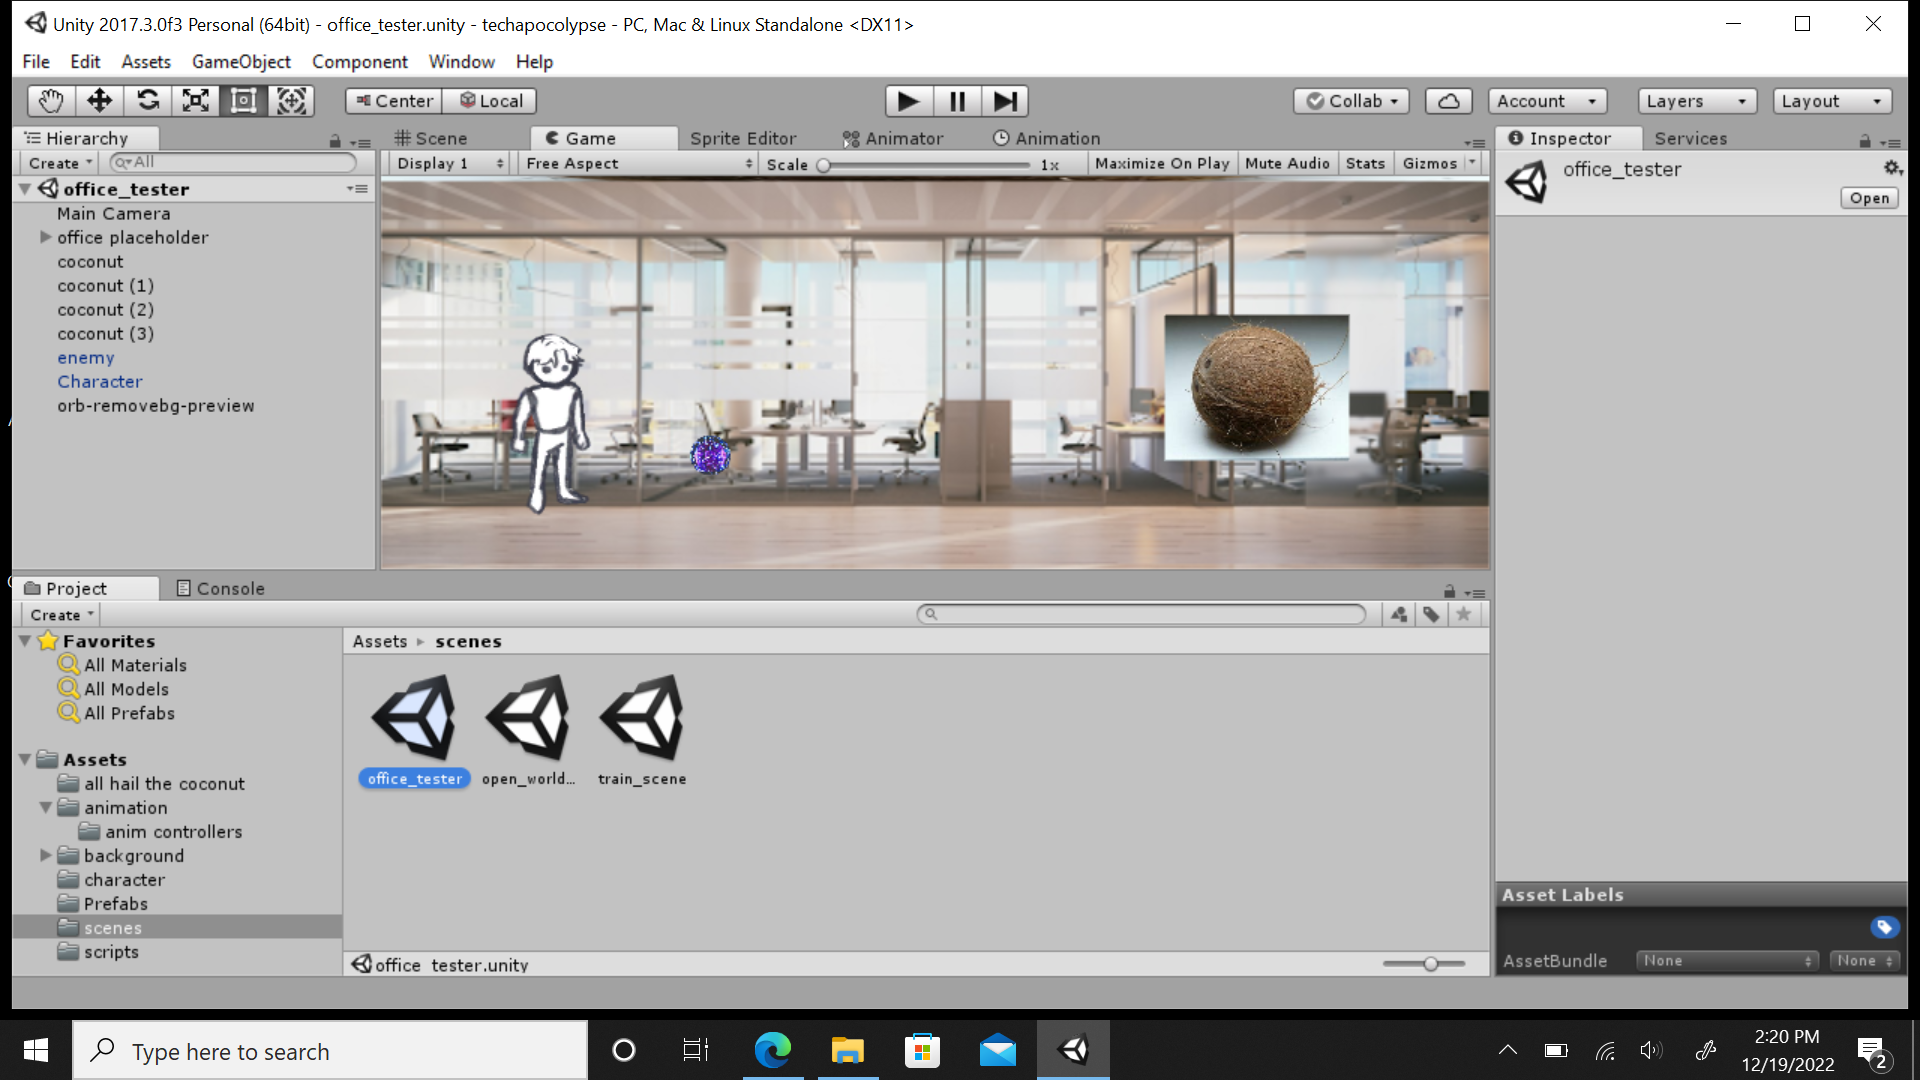 Unity 2017.3.0f3 Personal (64bit) - office_tester.unity - techapocolypse - PC, Mac & Linux Standalone <DX11>
File Edit Assets GameObject Component Window Help
Center Local Collab Account Layers Layout
Hierarchy
Create All
office_tester
Main Camera
office placeholder
coconut
coconut (1)
coconut (2)
coconut (3)
enemy
Character
orb-removebg-preview
Scene Game Sprite Editor Animator Animation
Display 1 Free Aspect Scale 1x Maximize On Play Mute Audio Stats Gizmos
Inspector Services
office_tester
Open
Project Console
Create
Favorites
All Materials
All Models
All Prefabs
Assets
all hail the coconut
animation
anim controllers
background
character
Prefabs
scenes
scripts
Assets scenes
office_tester open_world... train_scene
office_tester.unity
Asset Labels
AssetBundle None None
Type here to search
2:20 PM
12/19/2022
2